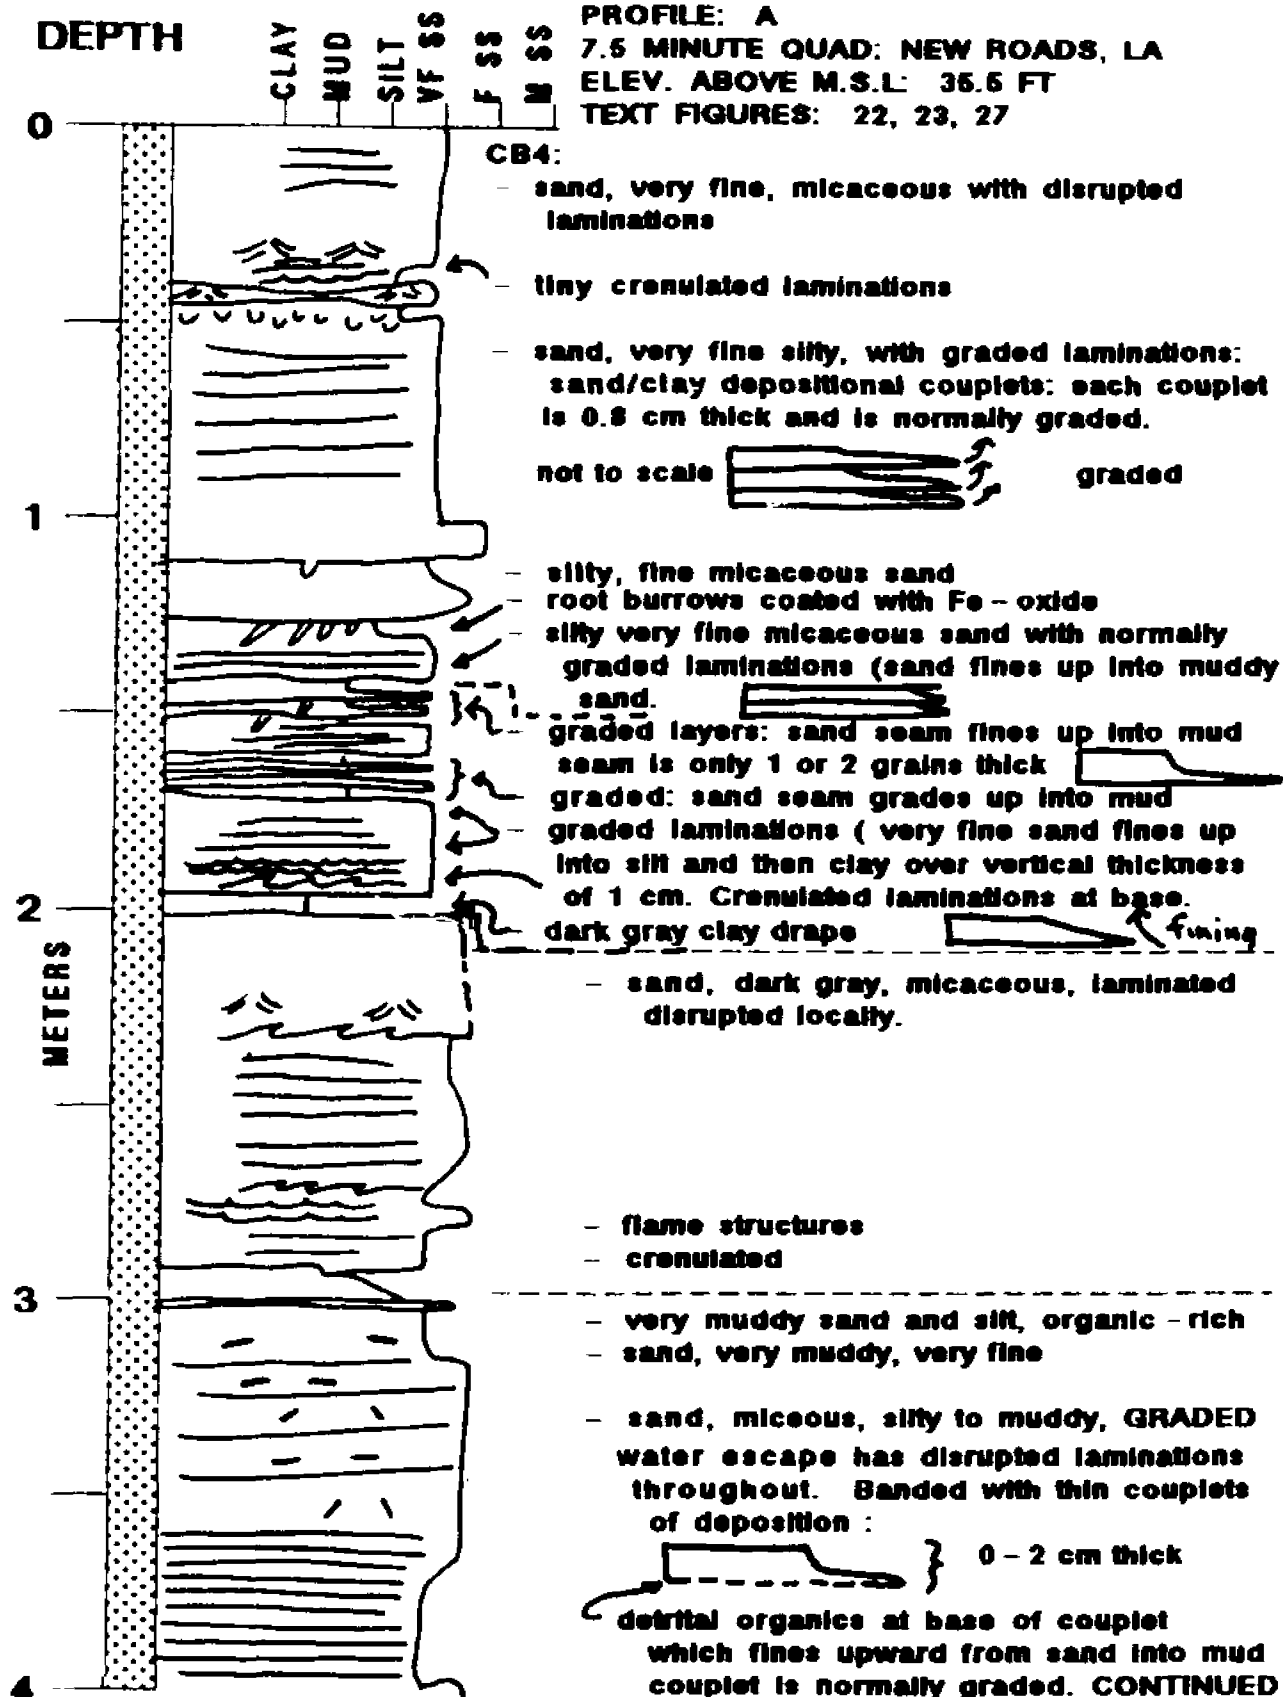 DEPTH
CLAY
MUD
SILT
VF SS
F SS
M SS
PROFILE: A
7.5 MINUTE QUAD: NEW ROADS, LA
ELEV. ABOVE M.S.L: 35.5 FT
TEXT FIGURES: 22, 23, 27
0
CB4:
- sand, very fine, micaceous with disrupted
laminations
- tiny crenulated laminations
- sand, very fine silty, with graded laminations:
sand/clay depositional couplets: each couplet
is 0.8 cm thick and is normally graded.
not to scale
graded
1
- silty, fine micaceous sand
- root burrows coated with Fe-oxide
- silty very fine micaceous sand with normally
graded laminations (sand fines up into muddy
sand.
- graded layers: sand seam fines up into mud
seam is only 1 or 2 grains thick
- graded: sand seam grades up into mud
- graded laminations ( very fine sand fines up
into silt and then clay over vertical thickness
of 1 cm. Crenulated laminations at base.
2
- dark gray clay drape
fining
METERS
- sand, dark gray, micaceous, laminated
disrupted locally.
- flame structures
- crenulated
3
- very muddy sand and silt, organic-rich
- sand, very muddy, very fine
- sand, miceous, silty to muddy, GRADED
water escape has disrupted laminations
throughout. Banded with thin couplets
of deposition :
0-2 cm thick
detrital organics at base of couplet
which fines upward from sand into mud
couplet is normally graded. CONTINUED
4